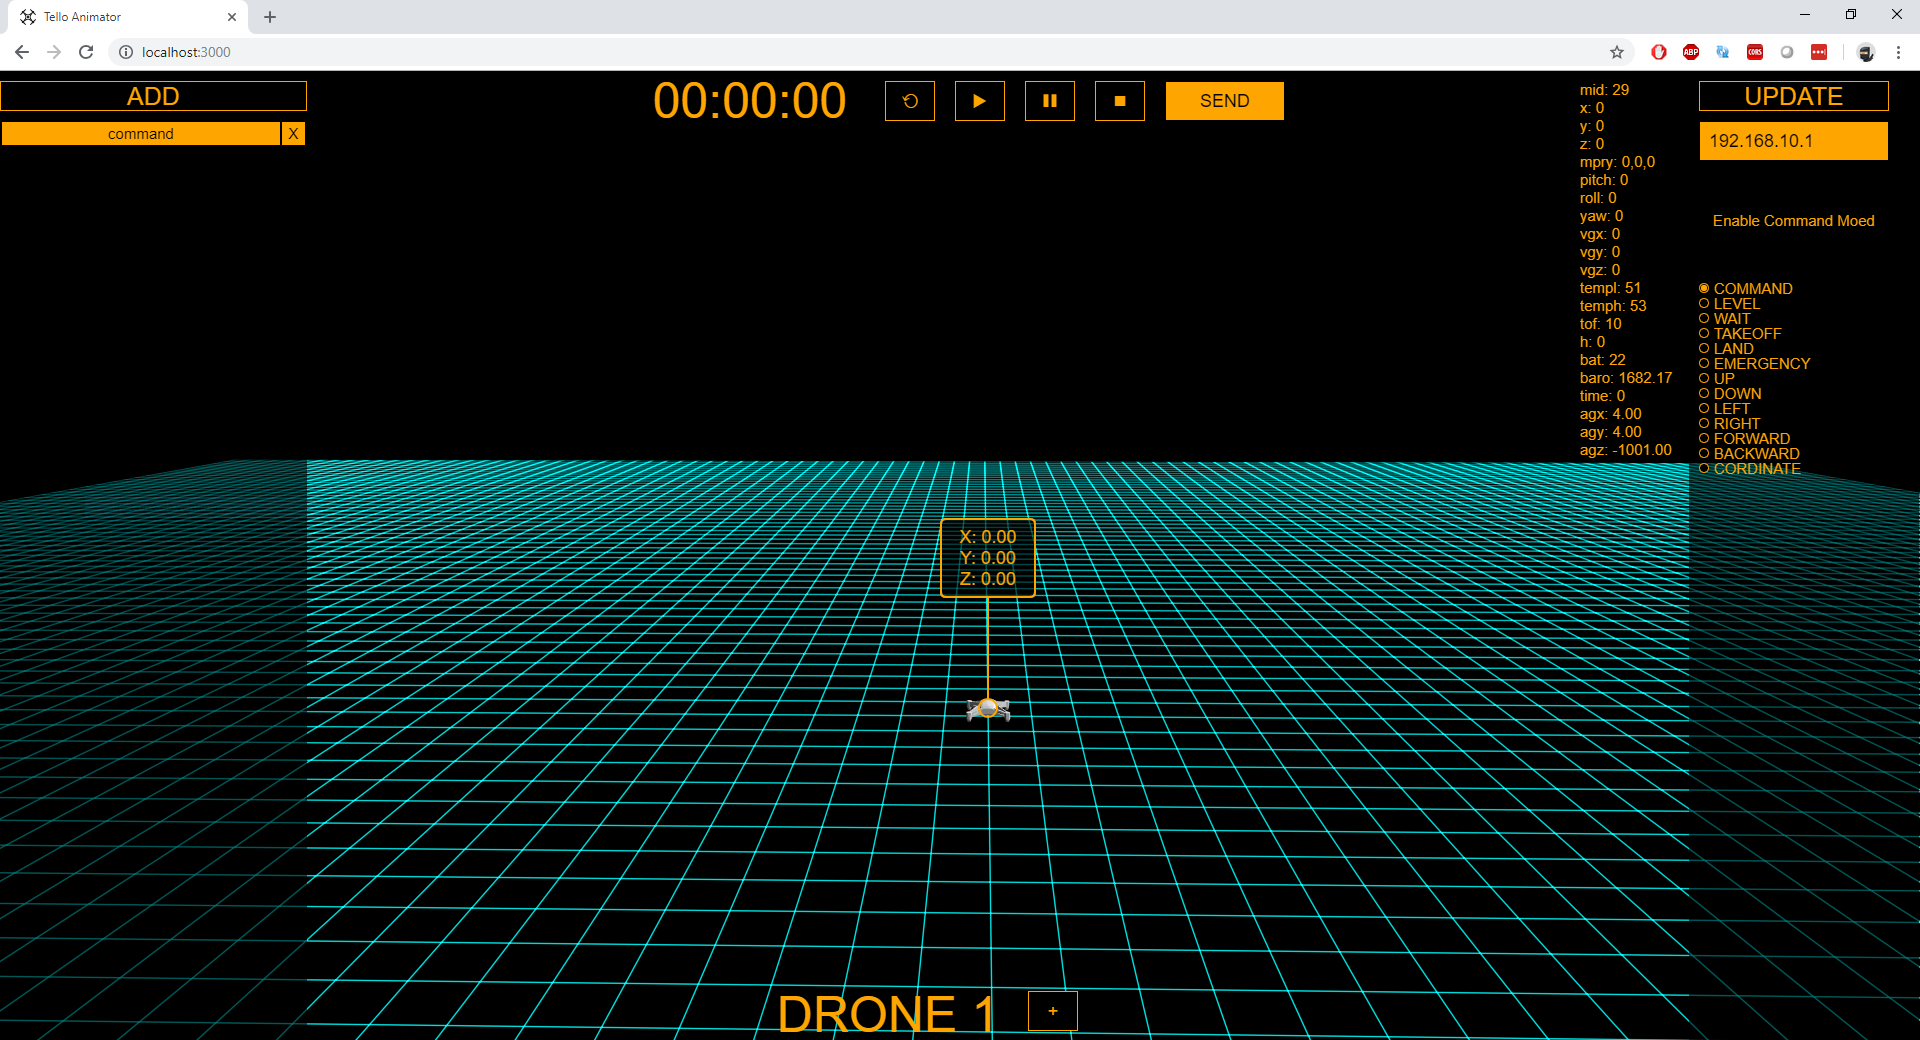 Tello Animator
localhost:3000
ABP
CORS
ADD
command X
00:00:00
SEND
mid: 29
x: 0
y: 0
z: 0
mpry: 0,0,0
pitch: 0
roll: 0
yaw: 0
vgx: 0
vgy: 0
vgz: 0
templ: 51
temph: 53
tof: 10
h: 0
bat: 22
baro: 1682.17
time: 0
agx: 4.00
agy: 4.00
agz: -1001.00
UPDATE
192.168.10.1
Enable Command Moed
COMMAND
LEVEL
WAIT
TAKEOFF
LAND
EMERGENCY
UP
DOWN
LEFT
RIGHT
FORWARD
BACKWARD
CORDINATE
X: 0.00
Y: 0.00
Z: 0.00
DRONE 1 +